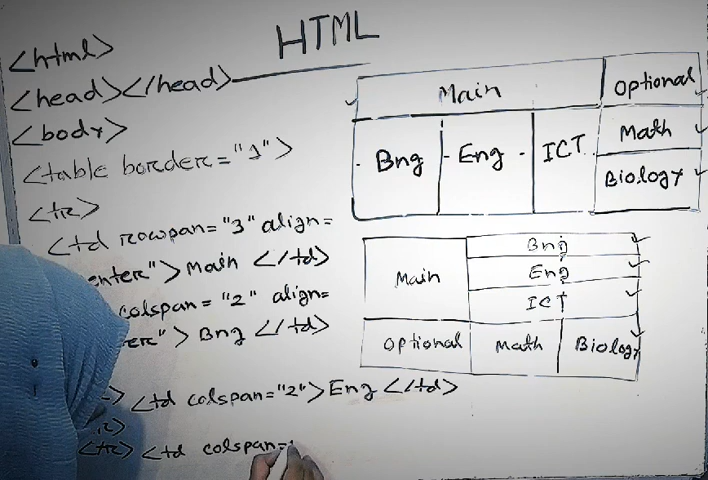 HTML
<html>
<head></head>
<body>
<table border="1">
<tr>
<td rowspan="3" align=
enter">Main </td>
colspan="2" align=
er">Bng </td>
<td colspan="2">Eng </td>
<tr><td colspan=
Main Optional
Bng Eng ICT Math
Biology
Main Bng
Eng
ICT
Optional Math Biology